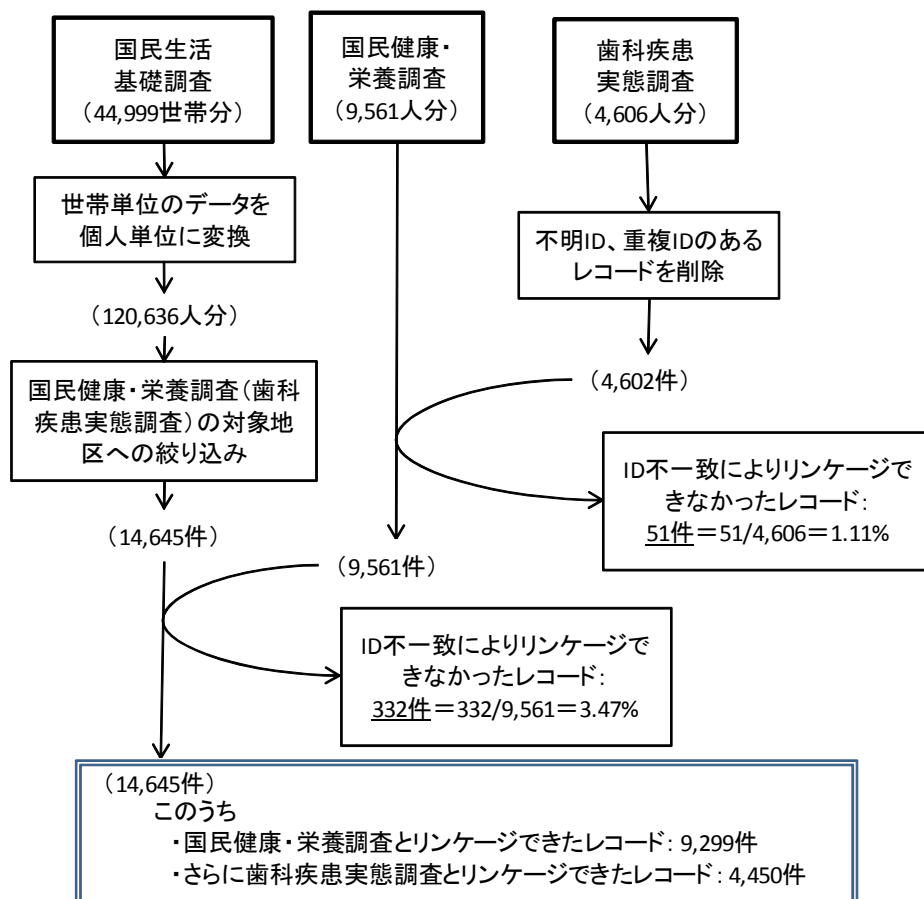 国民生活
基礎調査
（44,999世帯分）
国民健康・
栄養調査
（9,561人分）
歯科疾患
実態調査
（4,606人分）
世帯単位のデータを
個人単位に変換
不明ID、重複IDのある
レコードを削除
（120,636人分）
（4,602件）
国民健康・栄養調査（歯科
疾患実態調査）の対象地
区への絞り込み
ID不一致によりリンケージで
きなかったレコード：
51件＝51/4,606＝1.11%
（14,645件）
（9,561件）
ID不一致によりリンケージで
きなかったレコード：
332件＝332/9,561＝3.47%
（14,645件）
このうち
・国民健康・栄養調査とリンケージできたレコード：9,299件
・さらに歯科疾患実態調査とリンケージできたレコード：4,450件